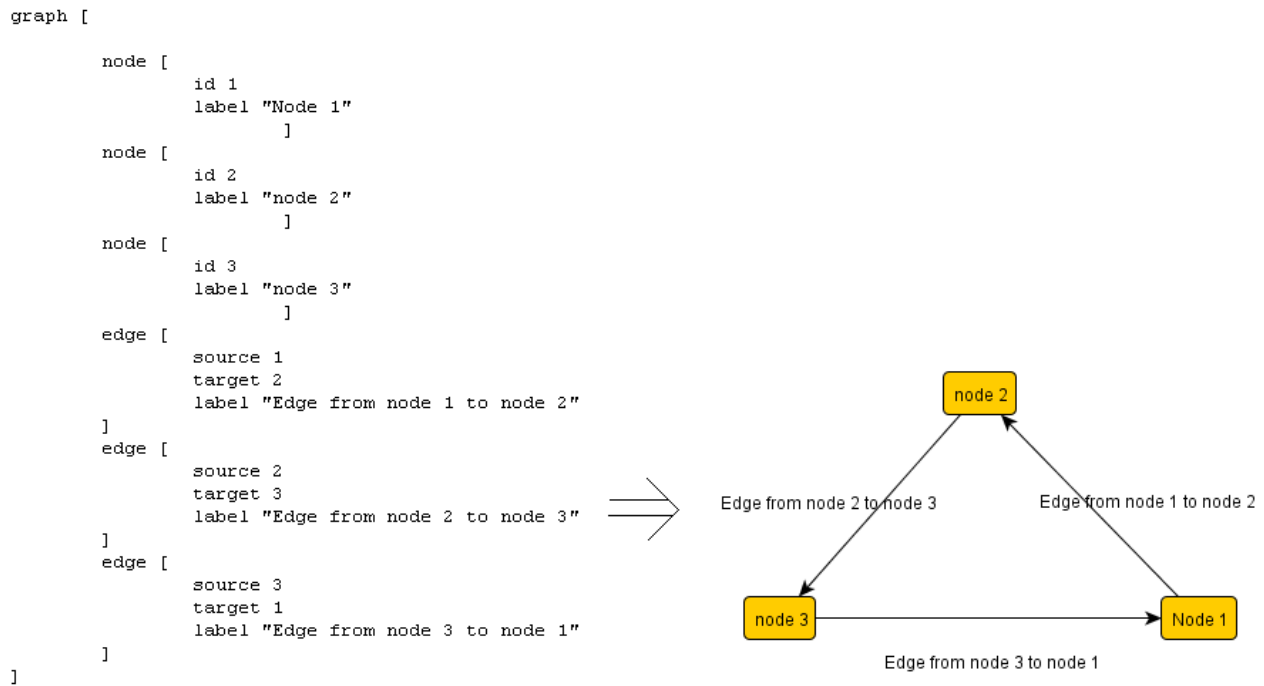 graph [
node [
id 1
label "Node 1"
]
node [
id 2
label "node 2"
]
node [
id 3
label "node 3"
]
edge [
source 1
target 2
label "Edge from node 1 to node 2"
]
edge [
source 2
target 3
label "Edge from node 2 to node 3"
]
edge [
source 3
target 1
label "Edge from node 3 to node 1"
]
]
node 2
Edge from node 2 to node 3
Edge from node 1 to node 2
node 3
Node 1
Edge from node 3 to node 1